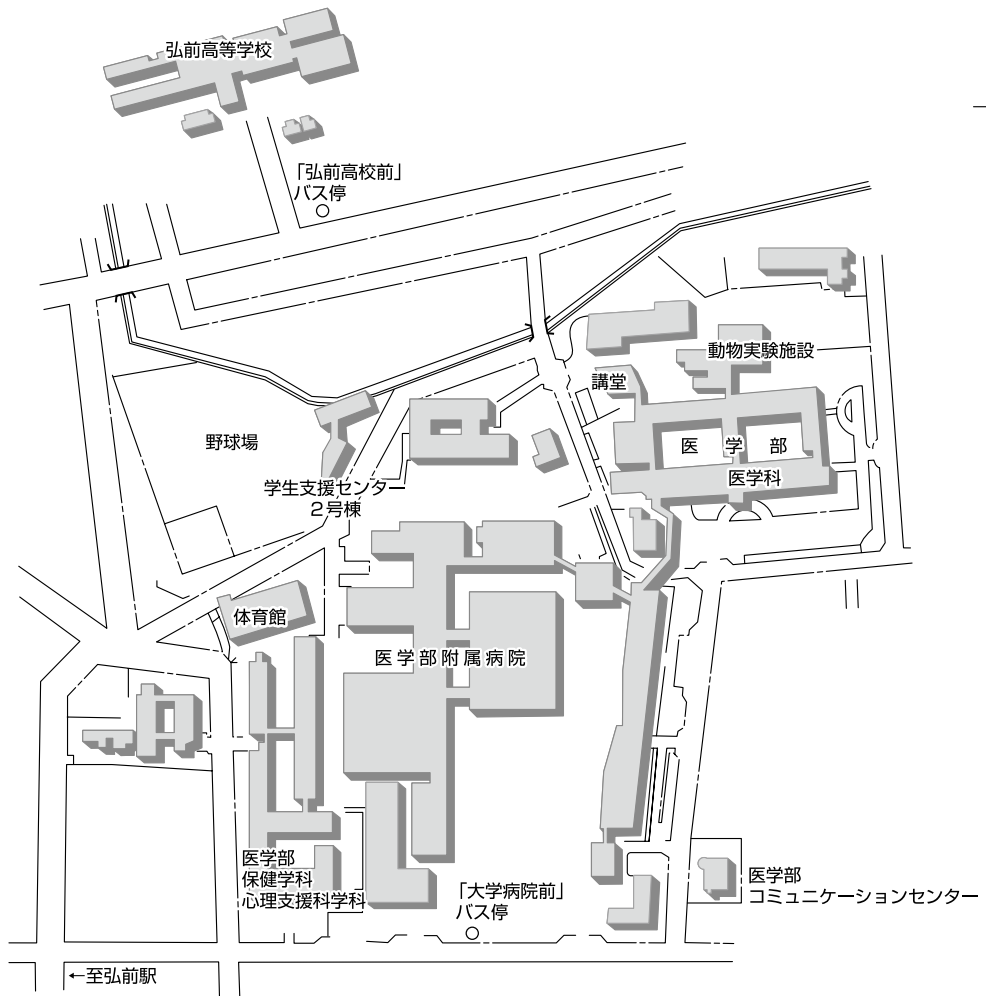 弘前高等学校
「弘前高校前」
バス停
動物実験施設
講堂
野球場
医学部
医学科
学生支援センター
2号棟
体育館
医学部附属病院
医学部
保健学科
心理支援科学科
「大学病院前」
バス停
医学部
コミュニケーションセンター
←至弘前駅